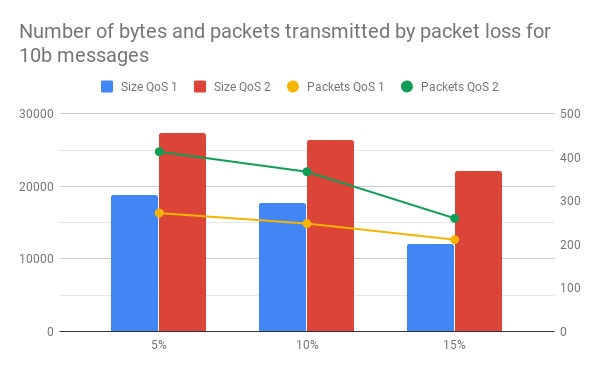 Number of bytes and packets transmitted by packet loss for
10b messages
Size QoS 1 Size QoS 2 Packets QoS 1 Packets QoS 2
30000 500
400
20000
300
200
10000
100
0 0
5% 10% 15%